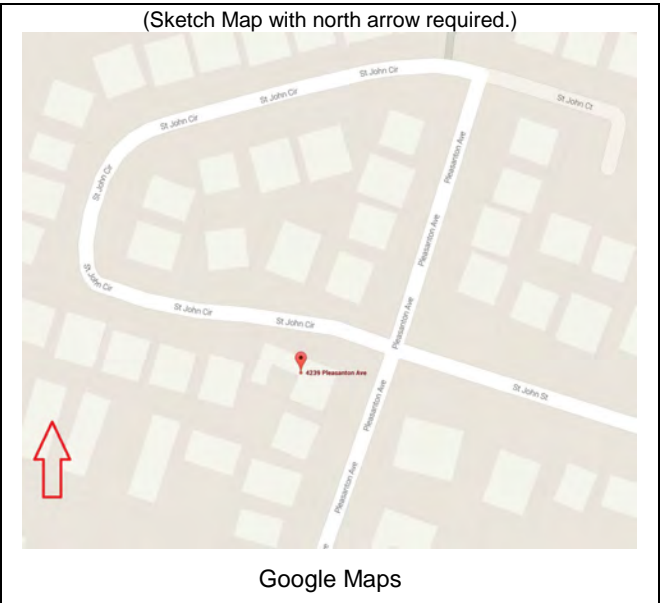 (Sketch Map with north arrow required.)
St John Cir
St John Cir
St John Cir
St John Ct
Pleasanton Ave
St John Cir
Pleasanton Ave
St John Cir
St John Cir
St John Cir
Pleasanton Ave
4239 Pleasanton Ave
St John St
Pleasanton Ave
Pleasanton Ave
e
Google Maps